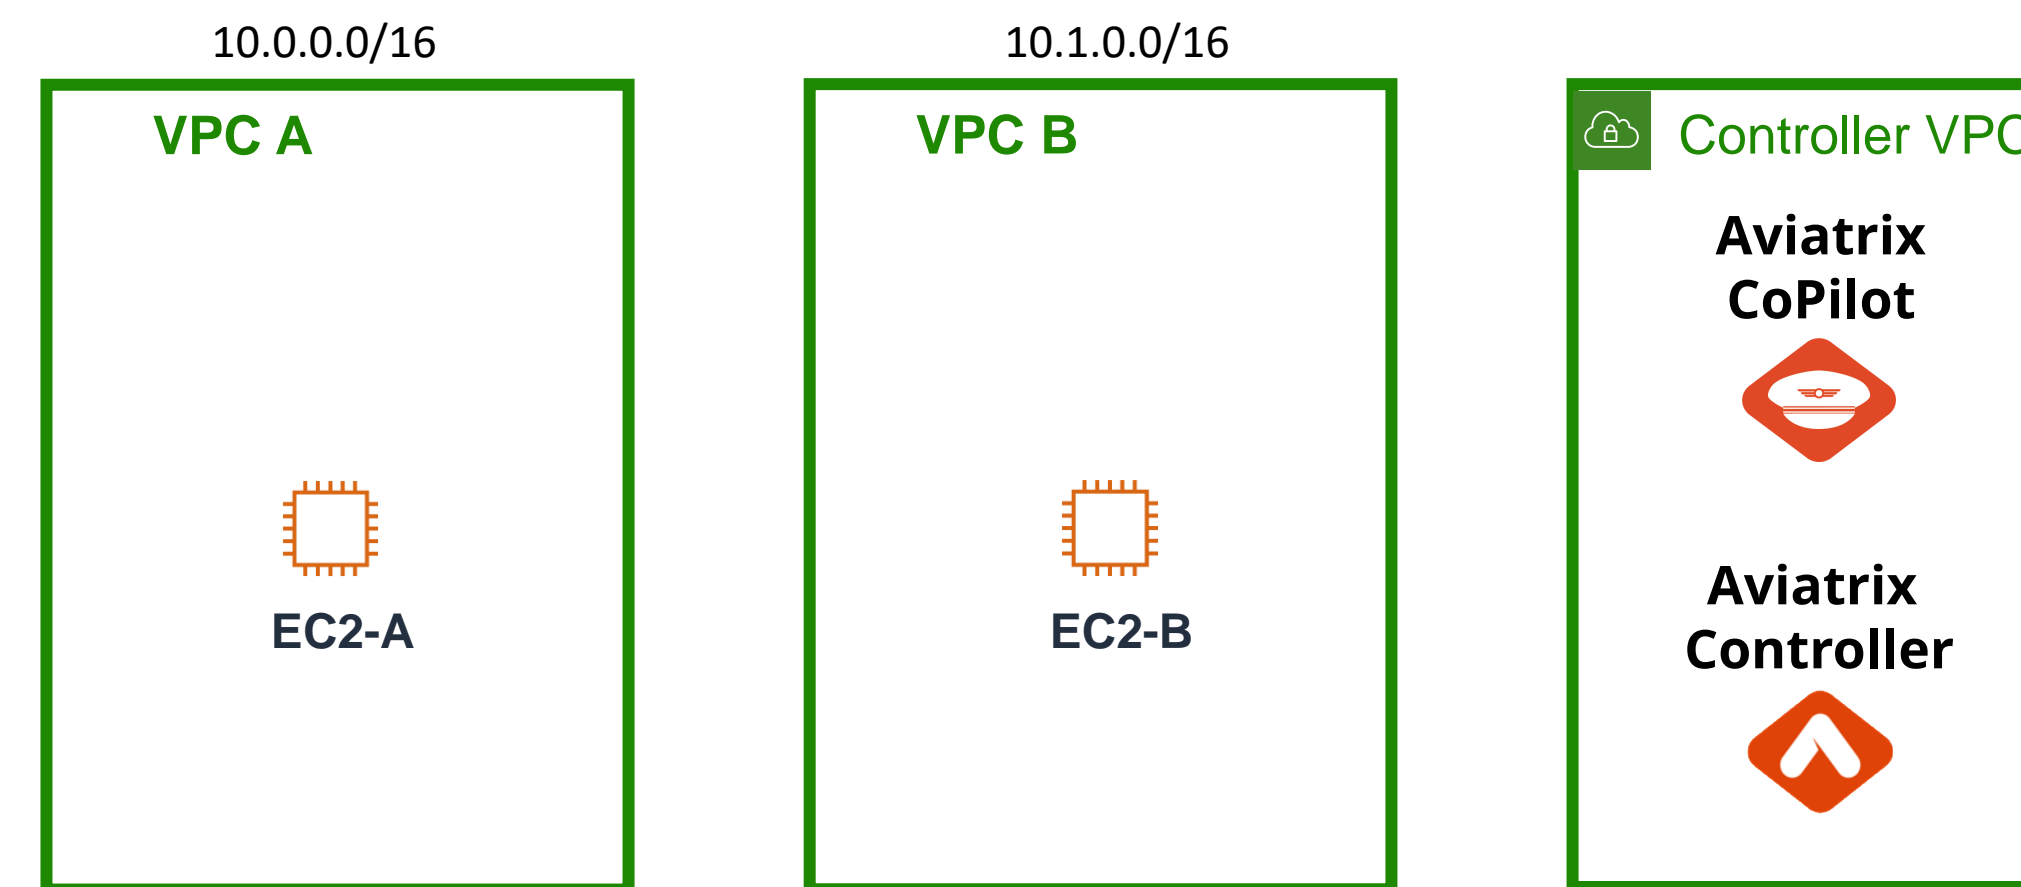 10.0.0.0/16
10.1.0.0/16
VPC A
VPC B
Controller VPC
Aviatrix
CoPilot
EC2-A
EC2-B
Aviatrix
Controller